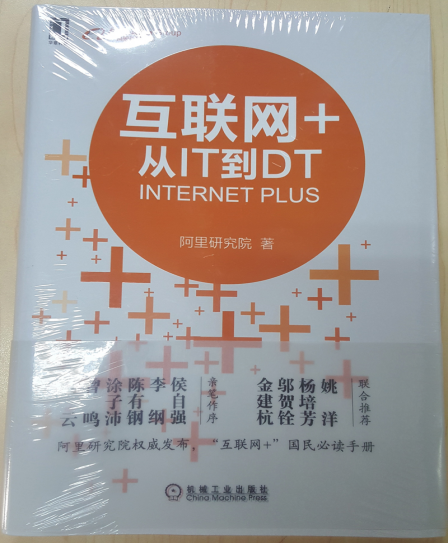 互联网+
从IT到DT
INTERNET PLUS
阿里研究院 著
联合推荐
姚洋
杨培芳
邬贺铨
金建杭
亲笔作序
侯自强
李纲
陈有钢
涂子沛
曾鸣
云
阿里研究院权威发布，“互联网+”国民必读手册
机械工业出版社
China Machine Press